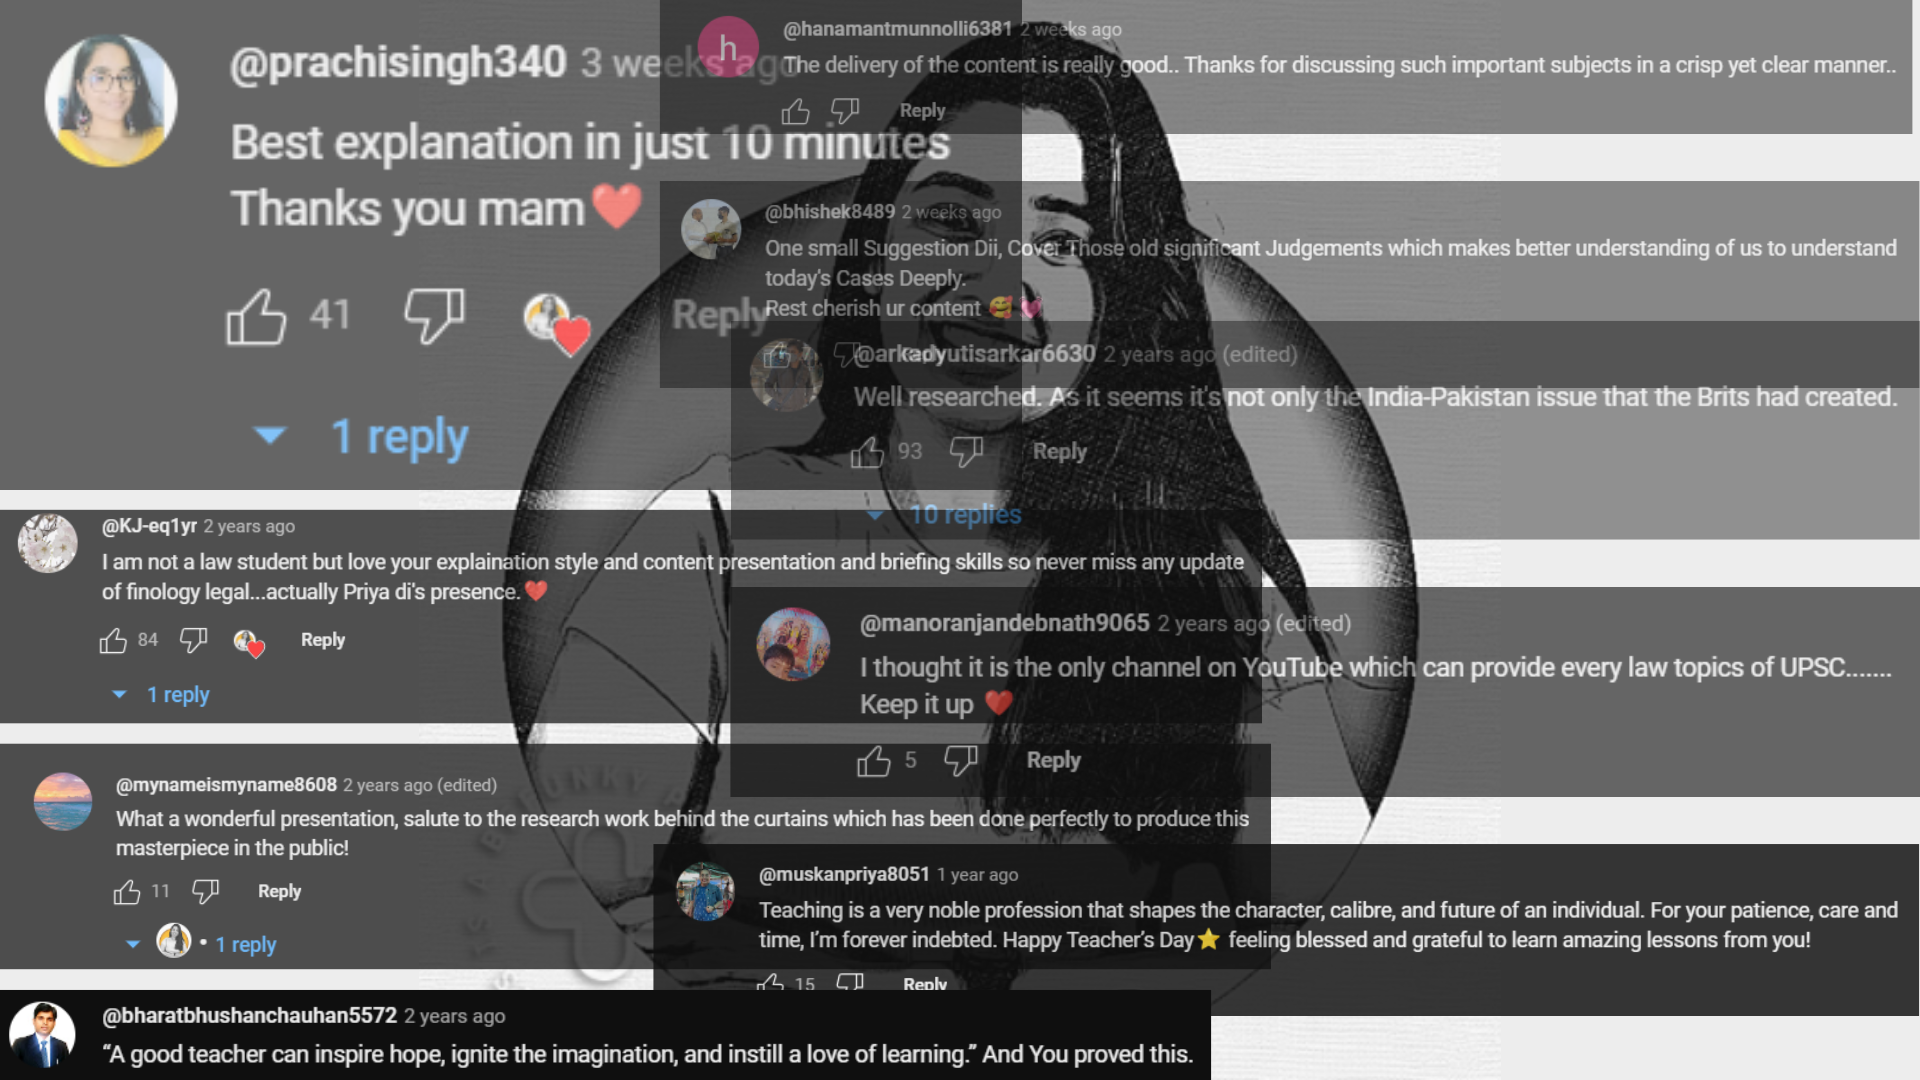 @prachisingh340 3 weeks ago
Best explanation in just 10 minutes
Thanks you mam❤️
41
Reply
1 reply
h
@hanamantmunnolli6381 2 weeks ago
The delivery of the content is really good.. Thanks for discussing such important subjects in a crisp yet clear manner..
Reply
@bhishek8489 2 weeks ago
One small Suggestion Dii, Cover Those old significant Judgements which makes better understanding of us to understand
today's Cases Deeply.
Rest cherish ur content 🥰 💓
7
Reply
@arkadyutisarkar6630 2 years ago (edited)
Well researched. As it seems it's not only the India-Pakistan issue that the Brits had created.
93
Reply
10 replies
@KJ-eq1yr 2 years ago
I am not a law student but love your explaination style and content presentation and briefing skills so never miss any update
of finology legal...actually Priya di's presence.❤️
84
Reply
1 reply
@manoranjandebnath9065 2 years ago (edited)
I thought it is the only channel on YouTube which can provide every law topics of UPSC.......
Keep it up ❤️
5
Reply
@mynameismyname8608 2 years ago (edited)
What a wonderful presentation, salute to the research work behind the curtains which has been done perfectly to produce this
masterpiece in the public!
11
Reply
• 1 reply
@muskanpriya8051 1 year ago
Teaching is a very noble profession that shapes the character, calibre, and future of an individual. For your patience, care and
time, I'm forever indebted. Happy Teacher's Day⭐ feeling blessed and grateful to learn amazing lessons from you!
15
Reply
@bharatbhushanchauhan5572 2 years ago
“A good teacher can inspire hope, ignite the imagination, and instill a love of learning.” And You proved this.